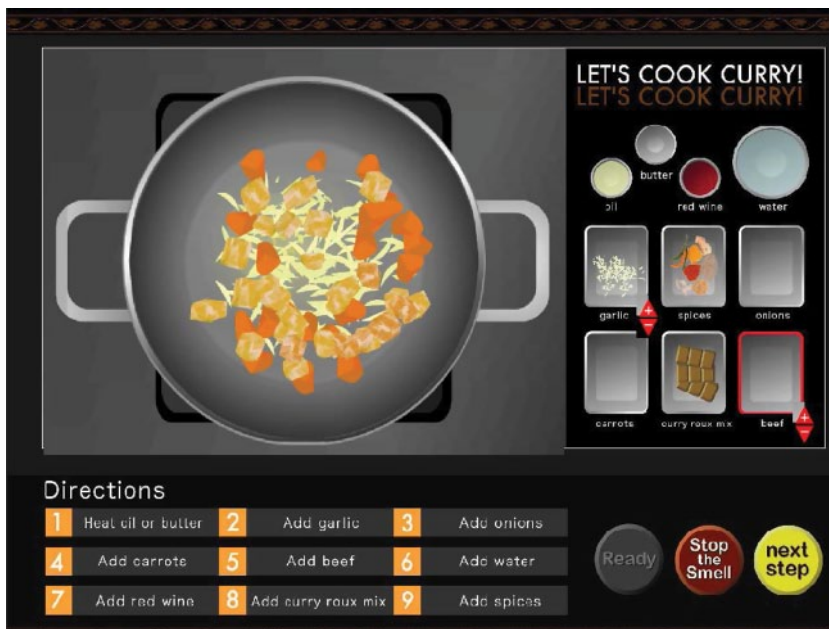 LET'S COOK CURRY!
LET'S COOK CURRY!
butter
oil
red wine
water
garlic
spices
onions
carrots
curry roux mix
beef
Directions
1 Heat oil or butter 2 Add garlic 3 Add onions
4 Add carrots 5 Add beef 6 Add water
7 Add red wine 8 Add curry roux mix 9 Add spices
Ready
Stop
the
Smell
next
step